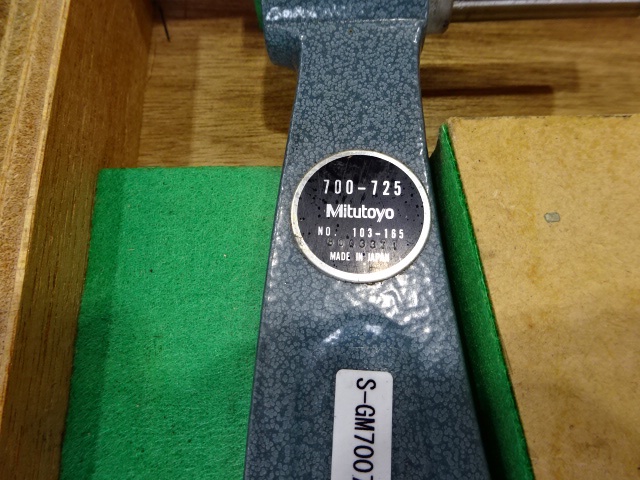 700-725
Mitutoyo
NO. 103-165
MADE IN JAPAN
S-GM700